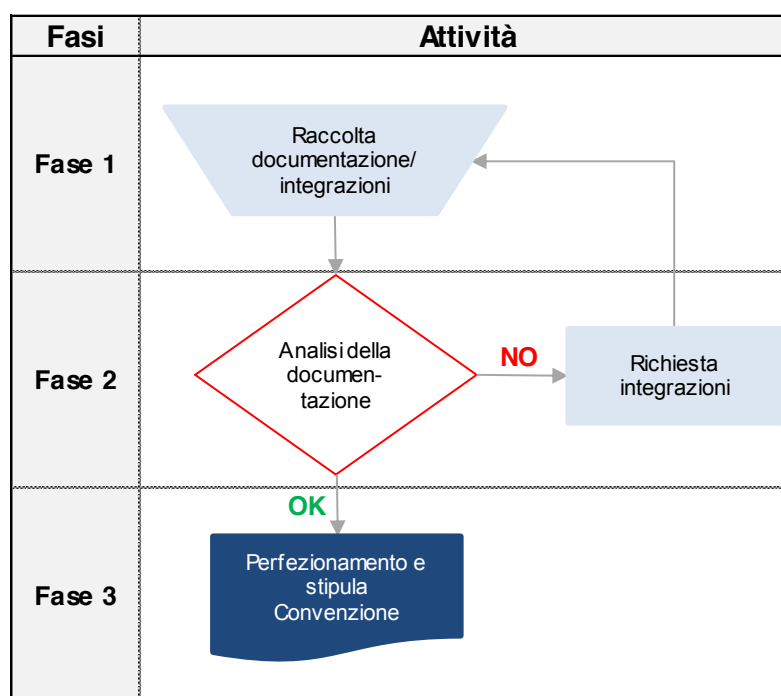 Fasi
Attività
Fase 1
Raccolta
documentazione/
integrazioni
Fase 2
Analisi della
documen-
tazione
NO
Richiesta
integrazioni
OK
Fase 3
Perfezionamento e
stipula
Convenzione